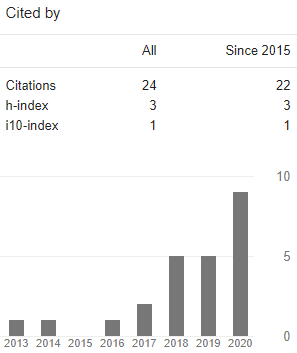 Cited by
All Since 2015
Citations 24 22
h-index 3 3
i10-index 1 1
10
5
0
2013 2014 2015 2016 2017 2018 2019 2020